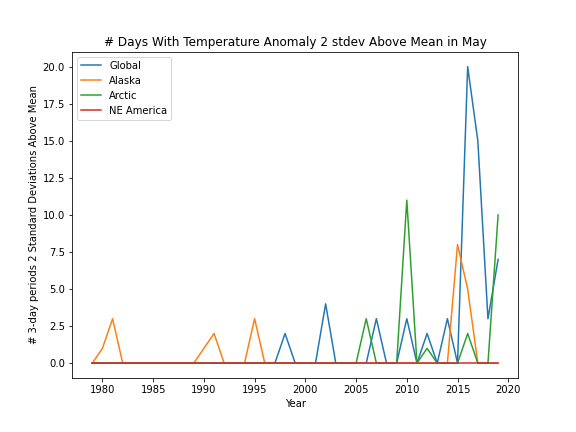 # Days With Temperature Anomaly 2 stdev Above Mean in May
Global
Alaska
Arctic
NE America
# 3-day periods 2 Standard Deviations Above Mean
20.0
17.5
15.0
12.5
10.0
7.5
5.0
2.5
0.0
1980 1985 1990 1995 2000 2005 2010 2015 2020
Year